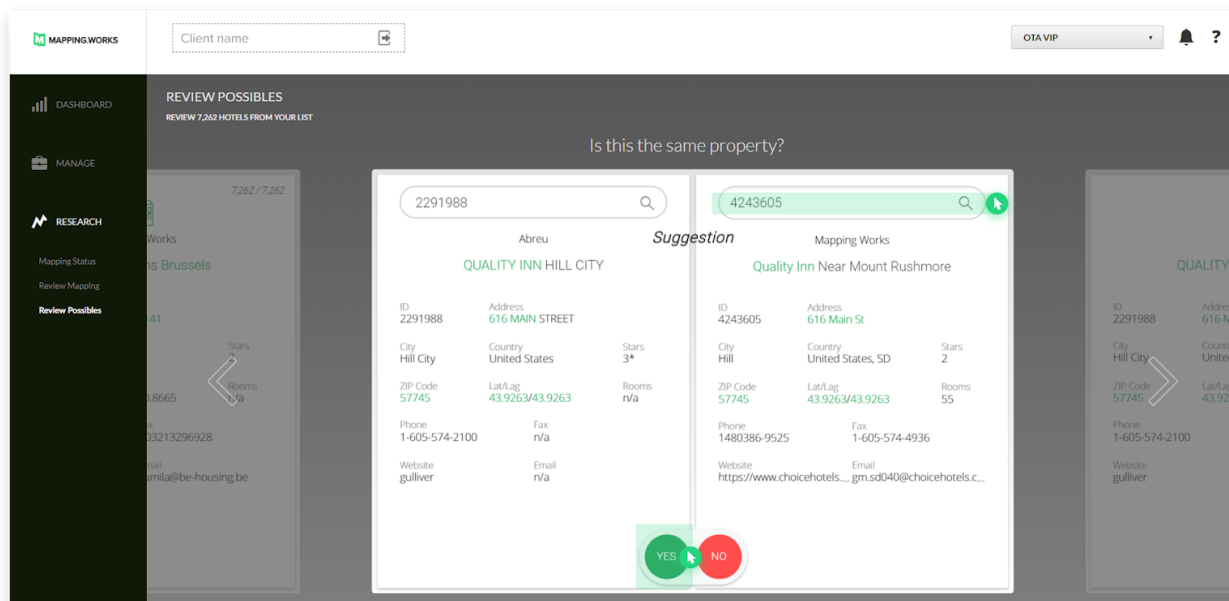 MAPPING.WORKS
Client name
OTA VIP
?
DASHBOARD
MANAGE
RESEARCH
Mapping Status
Review Mapping
Review Possibles
REVIEW POSSIBLES
REVIEW 7,262 HOTELS FROM YOUR LIST
Is this the same property?
7,262 / 7,262
Works
ns Brussels
.41
Stars
Rooms
n/a
0.8665
03213296928
mail
amila@be-housing.be
2291988
Abreu
QUALITY INN HILL CITY
ID
2291988
Address
616 MAIN STREET
City
Hill City
Country
United States
Stars
3*
ZIP Code
57745
Lat/Lag
43.9263/43.9263
Rooms
n/a
Phone
1-605-574-2100
Fax
n/a
Website
gulliver
Email
n/a
Suggestion
4243605
Mapping Works
Quality Inn Near Mount Rushmore
ID
4243605
Address
616 Main St
City
Hill
Country
United States, SD
Stars
2
ZIP Code
57745
Lat/Lag
43.9263/43.9263
Rooms
55
Phone
1480386-9525
Fax
1-605-574-4936
Website
https://www.choicehotels....
Email
gm.sd040@choicehotels.c...
YES
NO
QUALITY
ID
2291988
Addre
616 M
City
Hill City
Count
Unite
ZIP Code
57745
Lat/La
43.92
Phone
1-605-574-2100
Website
gulliver